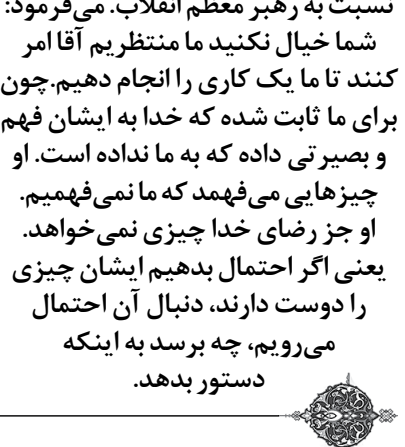 نسبت به رهبر معظم انقلاب. می‌فرمود:
شما خیال نکنید ما منتظریم آقا امر
کنند تا ما یک کاری را انجام دهیم.چون
برای ما ثابت شده که خدا به ایشان فهم
و بصیرتی داده که به ما نداده است. او
چیزهایی می‌فهمد که ما نمی‌فهمیم.
او جز رضای خدا چیزی نمی‌خواهد.
یعنی اگر احتمال بدهیم ایشان چیزی
را دوست دارند، دنبال آن احتمال
می‌رویم، چه برسد به اینکه
دستور بدهد.